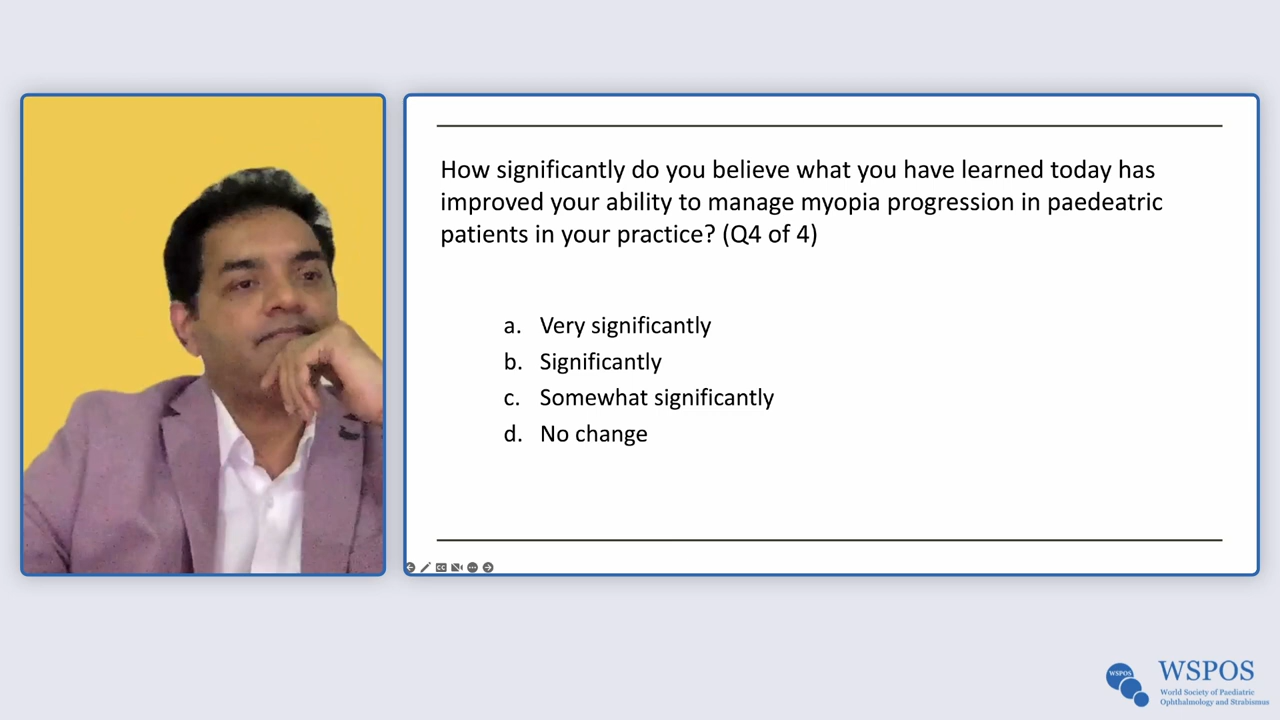 How significantly do you believe what you have learned today has
improved your ability to manage myopia progression in paedeatric
patients in your practice? (Q4 of 4)
a. Very significantly
b. Significantly
c. Somewhat significantly
d. No change
WSPOS
WSPOS
World Society of Paediatric
Ophthalmology and Strabismus